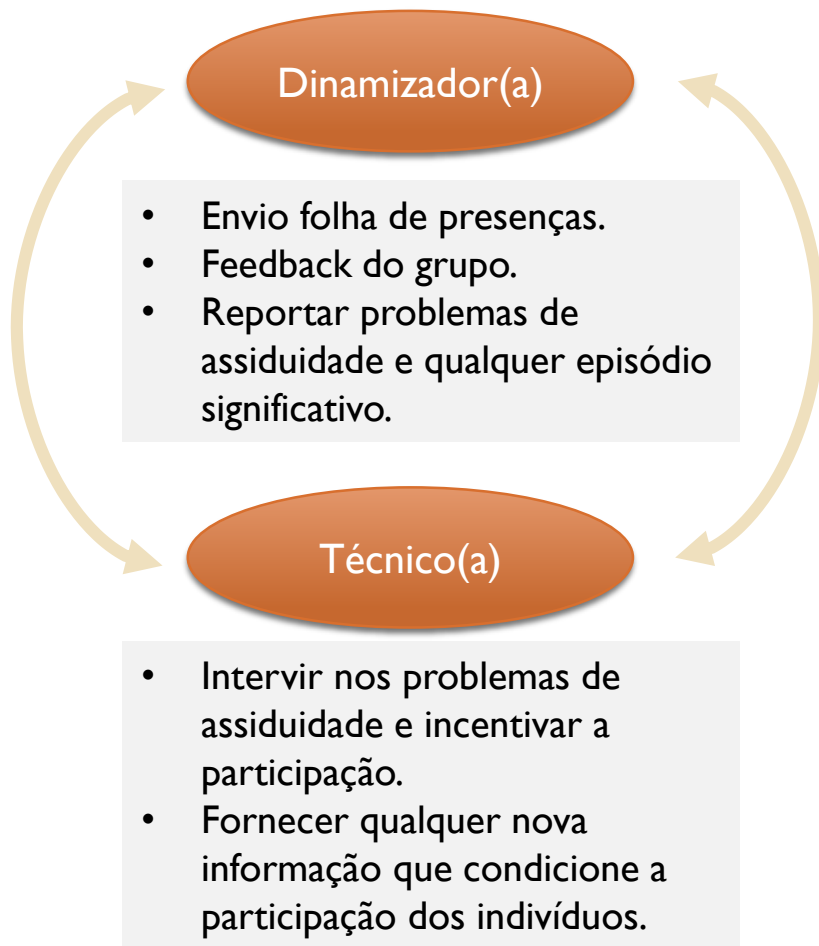 Dinamizador(a)
• Envio folha de presenças.
• Feedback do grupo.
• Reportar problemas de
assiduidade e qualquer episódio
significativo.
Técnico(a)
• Intervir nos problemas de
assiduidade e incentivar a
participação.
• Fornecer qualquer nova
informação que condicione a
participação dos indivíduos.